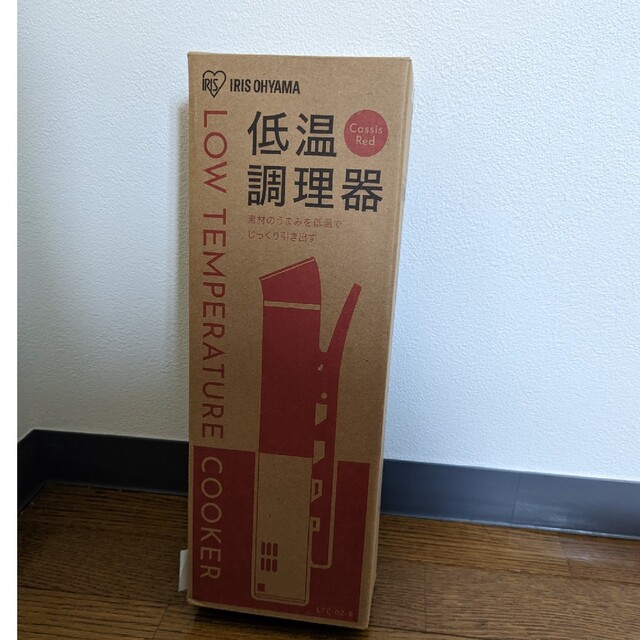 IRIS IRIS OHYAMA
LOW TEMPERATURE COOKER
低温
調理器
Cassis
Red
素材のうまみを低温で
じっくり引き出す